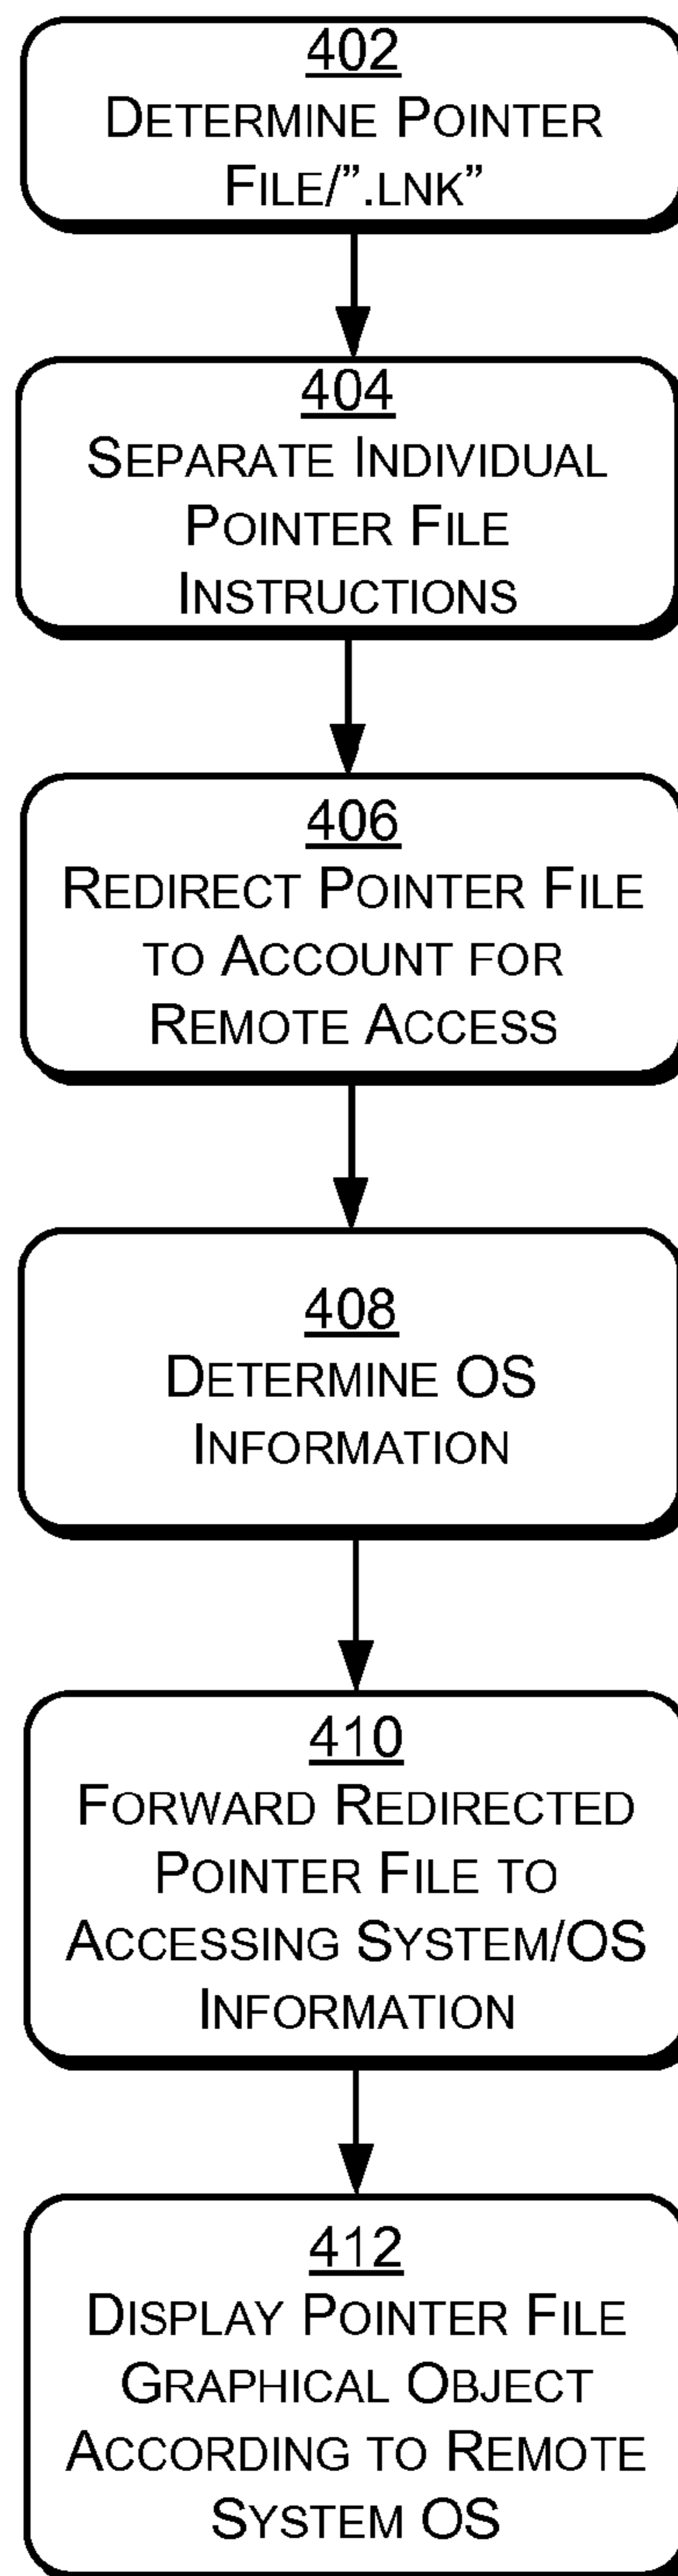 402
DETERMINE POINTER
FILE/”.LNK”
404
SEPARATE INDIVIDUAL
POINTER FILE
INSTRUCTIONS
406
REDIRECT POINTER FILE
TO ACCOUNT FOR
REMOTE ACCESS
408
DETERMINE OS
INFORMATION
410
FORWARD REDIRECTED
POINTER FILE TO
ACCESSING SYSTEM/OS
INFORMATION
412
DISPLAY POINTER FILE
GRAPHICAL OBJECT
ACCORDING TO REMOTE
SYSTEM OS